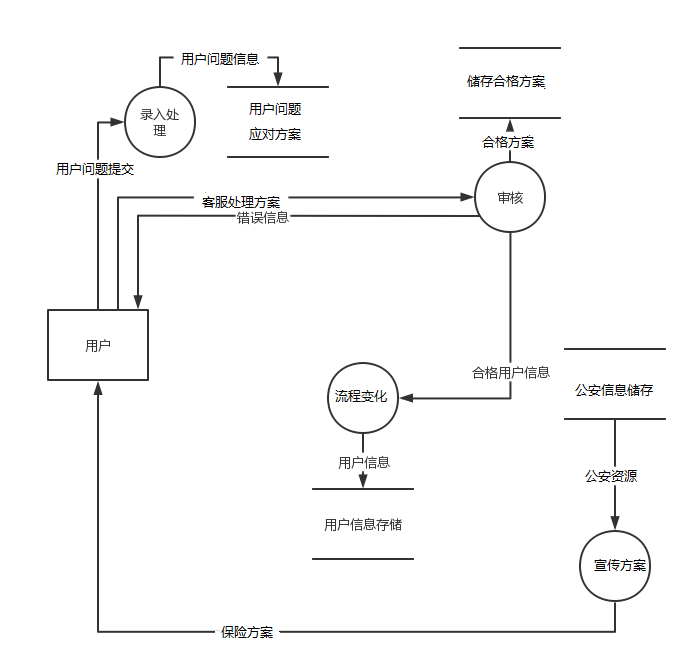 用户问题信息
储存合格方案
用户问题
应对方案
录入处
理
合格方案
用户问题提交
审核
客服处理方案
错误信息
用户
合格用户信息
公安信息储存
流程变化
用户信息
公安资源
用户信息存储
宣传方案
保险方案